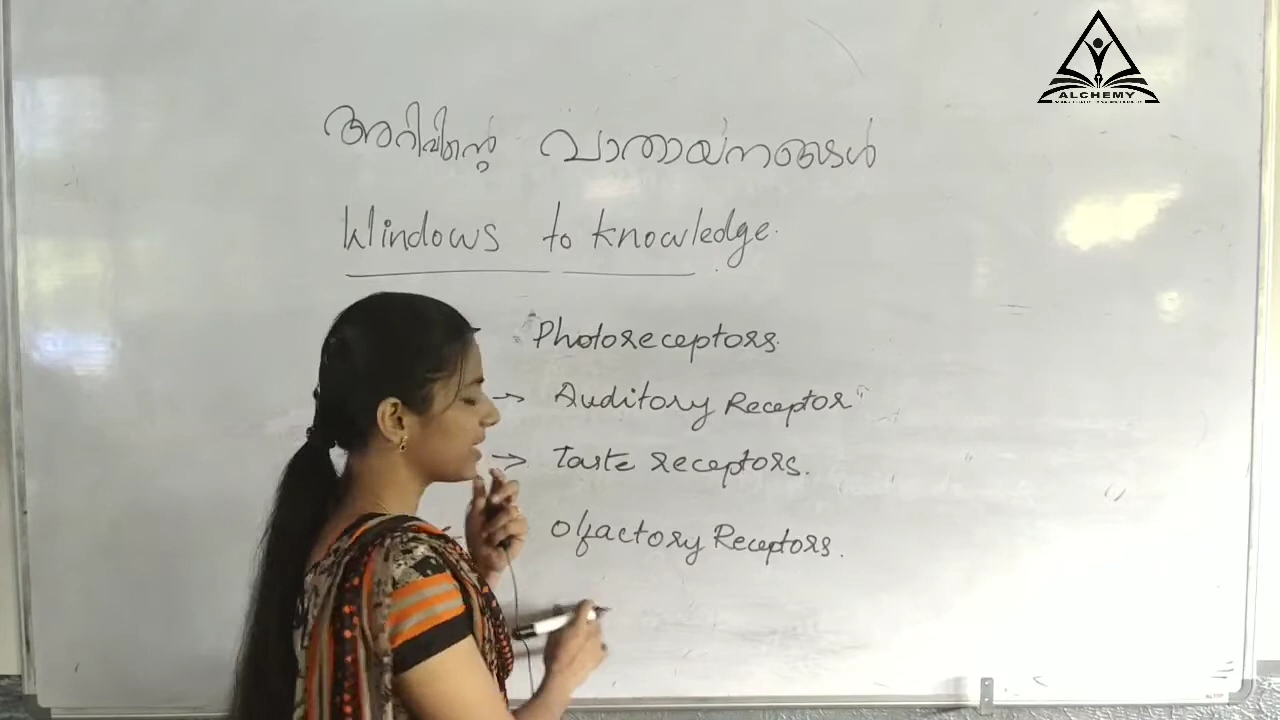 അറിവിന്റെ വാതായനങ്ങൾ
Windows to knowledge.
Photoreceptors.
→ Auditory Receptor
→ Taste receptors.
Olfactory Receptors.
ALCHEMY